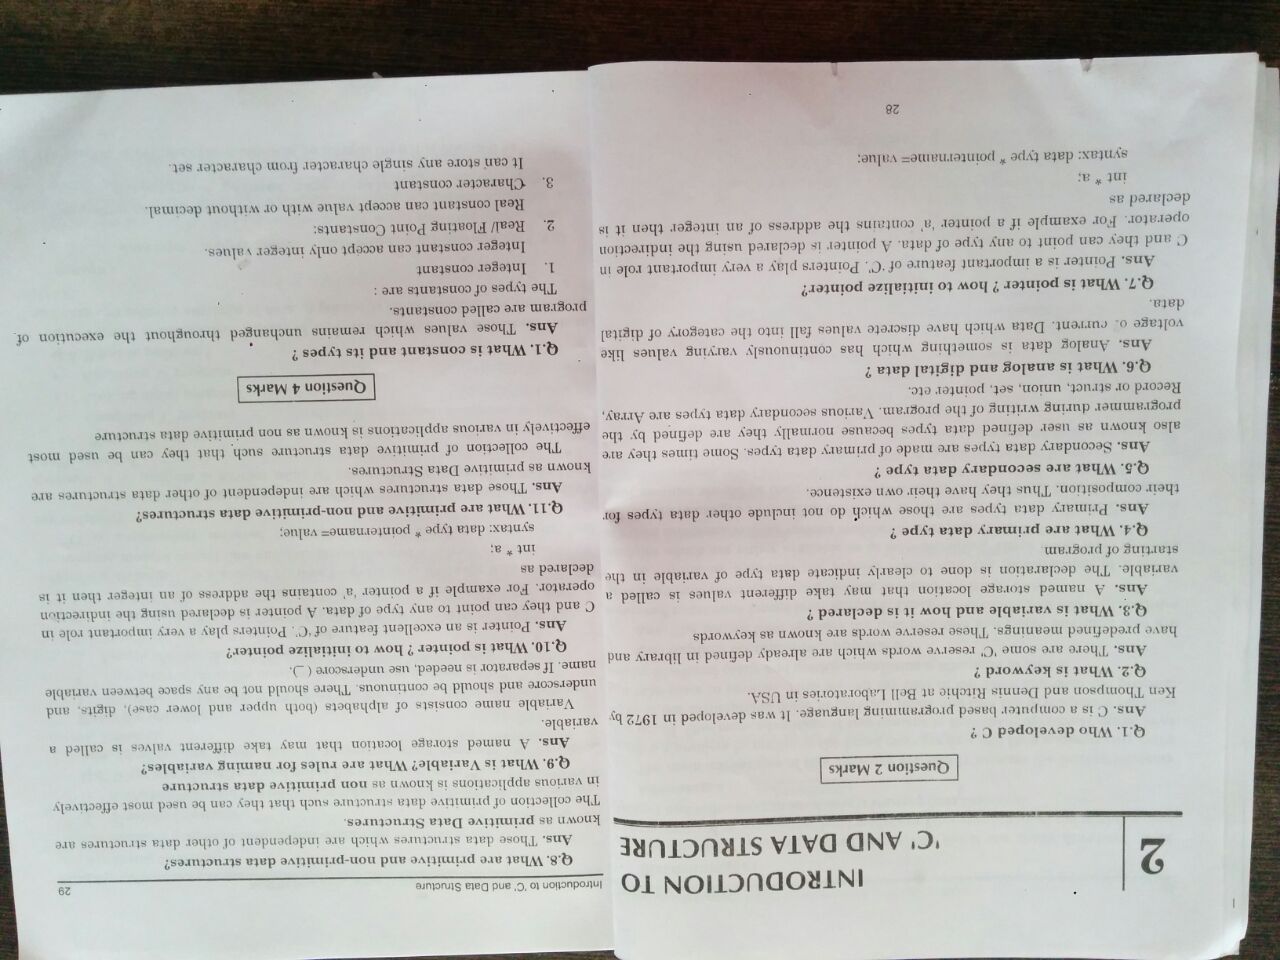 2
INTRODUCTION TO
'C' AND DATA STRUCTURE
Question 2 Marks
Q.1. Who developed C ?
Ans. C is a computer based programming language. It was developed in 1972 by
Ken Thompson and Dennis Ritchie at Bell Laboratories in USA.
Q.2. What is keyword ?
Ans. There are some 'C' reserve words which are already defined in library and
have predefined meanings. These reserve words are known as keywords
Q.3. What is variable and how it is declared ?
Ans. A named storage location that may take different values is called a
variable. The declaration is done to clearly indicate data type of variable in the
starting of program
Q.4. What are primary data type ?
Ans. Primary data types are those which do not include other data types for
their composition. Thus they have their own existence.
Q.5. What are secondary data type ?
Ans. Secondary data types are made of primary data types. Some times they are
also known as user defined data types because normally they are defined by the
programmer during writing of the program. Various secondary data types are Array,
Record or struct, union, set, pointer etc.
Q.6. What is analog and digital data ?
Ans. Analog data is something which has continuously varying values like
voltage o. current. Data which have discrete values fall into the category of digital
data.
Q.7. What is pointer ? how to initialize pointer?
Ans. Pointer is a important feature of 'C'. Pointers play a very important role in
C and they can point to any type of data. A pointer is declared using the indirection
operator. For example if a pointer 'a' contains the address of an integer then it is
declared as
int * a;
syntax: data type * pointername= value;
28
Introduction to 'C' and Data Structure 29
Q.8. What are primitive and non-primitive data structures?
Ans. Those data structures which are independent of other data structures are
known as primitive Data Structures.
The collection of primitive data structure such that they can be used most effectively
in various applications is known as non primitive data structure
Q.9. What is Variable? What are rules for naming variables?
Ans. A named storage location that may take different values is called a
variable.
Variable name consists of alphabets (both upper and lower case), digits, and
underscore and should be continuous. There should not be any space between variable
name. If separator is needed, use underscore ( _ ).
Q.10. What is pointer ? how to initialize pointer?
Ans. Pointer is an excellent feature of 'C'. Pointers play a very important role in
C and they can point to any type of data. A pointer is declared using the indirection
operator. For example if a pointer 'a' contains the address of an integer then it is
declared as
int * a;
syntax: data type * pointername= value;
Q.11. What are primitive and non-primitive data structures?
Ans. Those data structures which are independent of other data structures are
known as primitive Data Structures.
The collection of primitive data structure such that they can be used most
effectively in various applications is known as non primitive data structure
Question 4 Marks
Q.1. What is constant and its types ?
Ans. Those values which remains unchanged throughout the execution of
program are called constants.
The types of constants are :
1. Integer constant
Integer constant can accept only integer values.
2. Real/ Floating Point Constants:
Real constant can accept value with or without decimal.
3. Character constant
It can store any single character from character set.